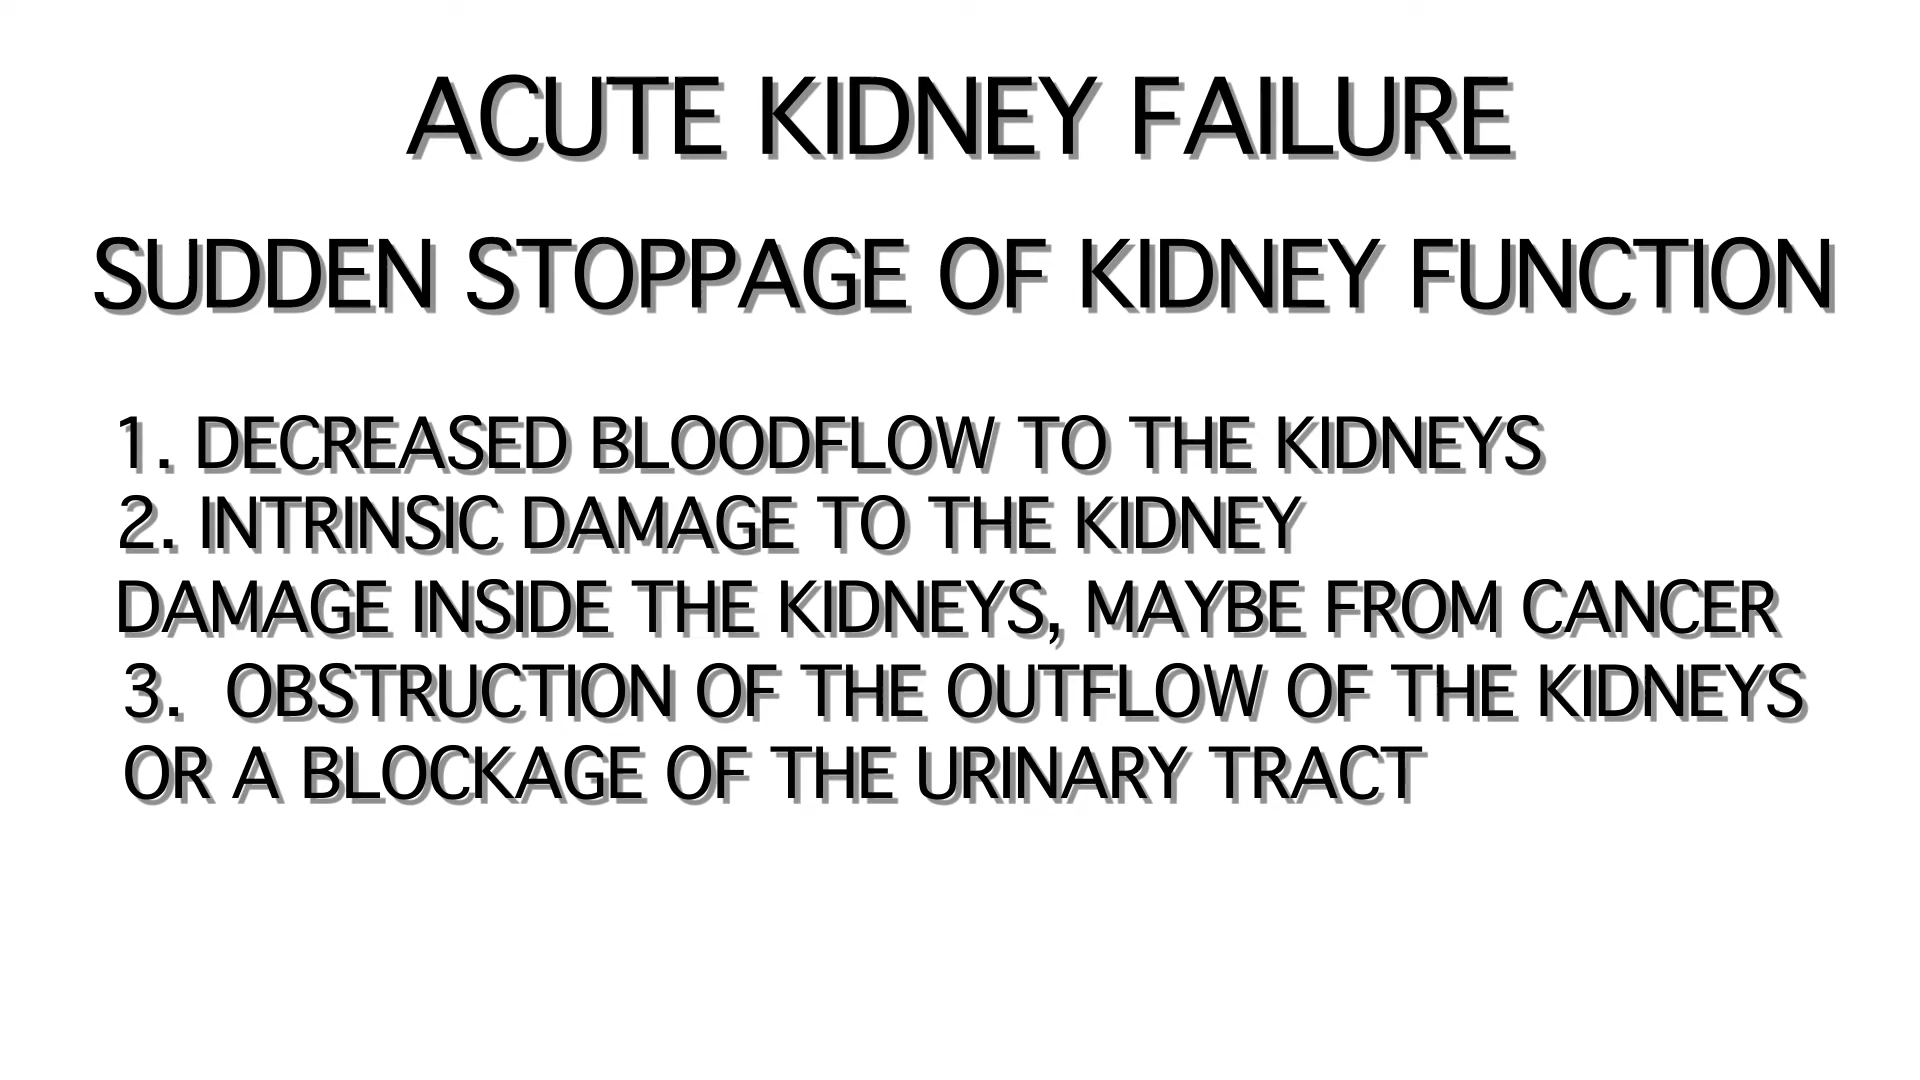 ACUTE KIDNEY FAILURE
SUDDEN STOPPAGE OF KIDNEY FUNCTION
1. DECREASED BLOODFLOW TO THE KIDNEYS
2. INTRINSIC DAMAGE TO THE KIDNEY
DAMAGE INSIDE THE KIDNEYS, MAYBE FROM CANCER
3. OBSTRUCTION OF THE OUTFLOW OF THE KIDNEYS
OR A BLOCKAGE OF THE URINARY TRACT